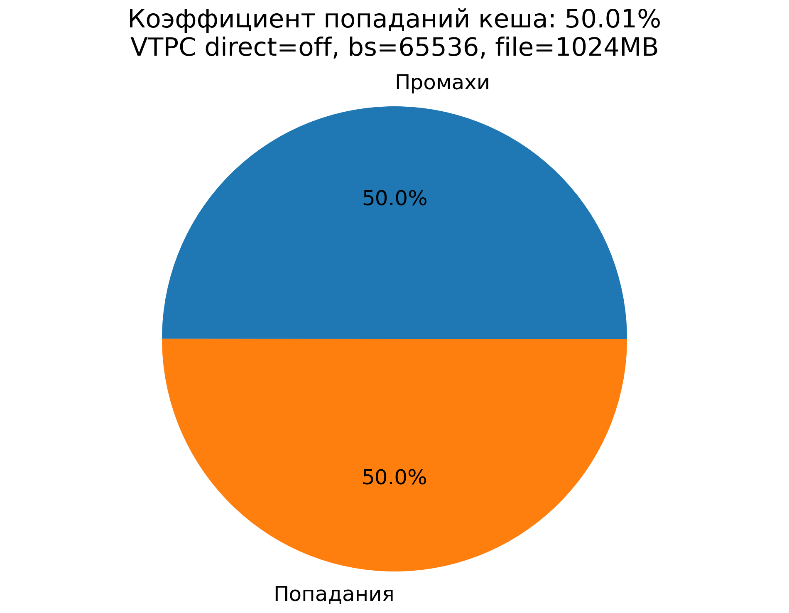 Коэффициент попаданий кеша: 50.01%
VTPC direct=off, bs=65536, file=1024MB
Промахи
50.0%
50.0%
Попадания